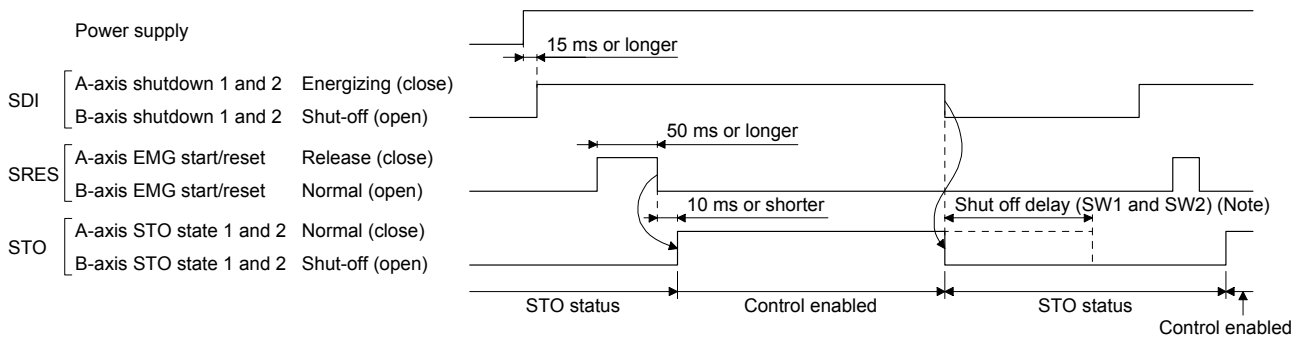 Power supply
15 ms or longer
SDI
A-axis shutdown 1 and 2 Energizing (close)
B-axis shutdown 1 and 2 Shut-off (open)
50 ms or longer
SRES
A-axis EMG start/reset Release (close)
B-axis EMG start/reset Normal (open)
10 ms or shorter
Shut off delay (SW1 and SW2) (Note)
STO
A-axis STO state 1 and 2 Normal (close)
B-axis STO state 1 and 2 Shut-off (open)
STO status
Control enabled
STO status
Control enabled